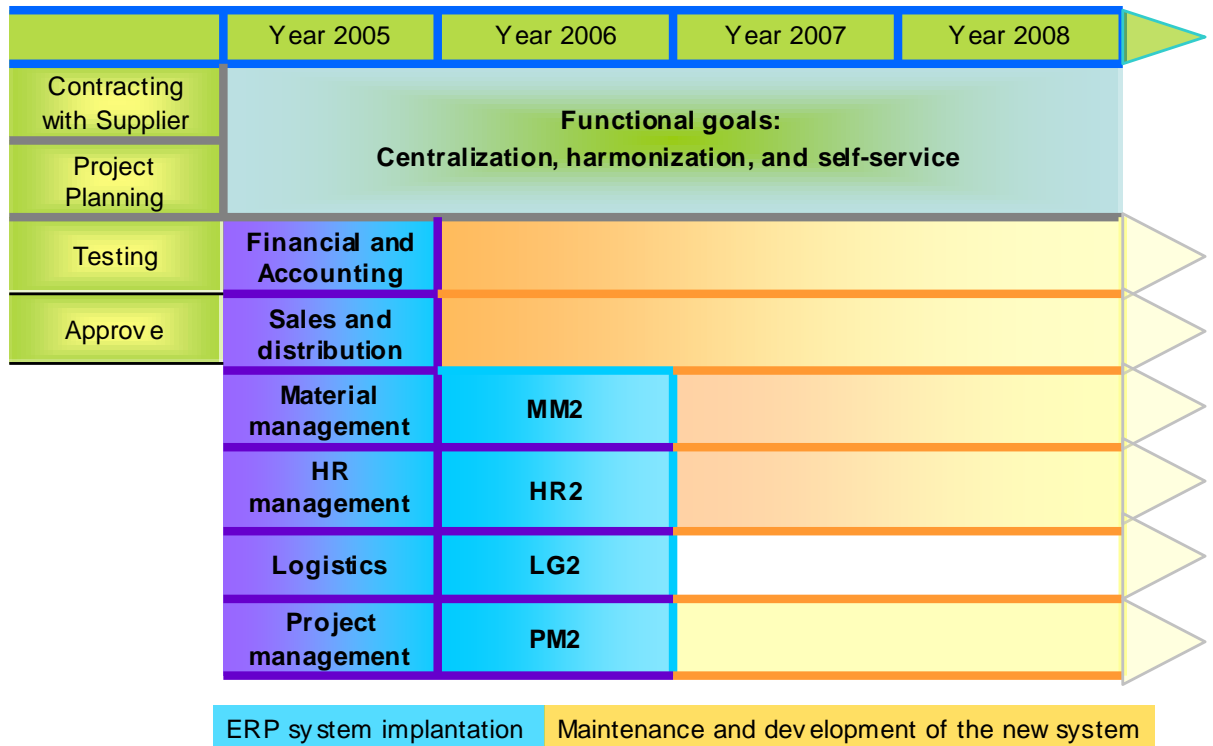 Year 2005 Year 2006 Year 2007 Year 2008
Contracting
with Supplier
Functional goals:
Centralization, harmonization, and self-service
Project
Planning
Testing
Financial and
Accounting
Approve
Sales and
distribution
Material
management
MM2
HR
management
HR2
Logistics
LG2
Project
management
PM2
ERP system implantation
Maintenance and development of the new system